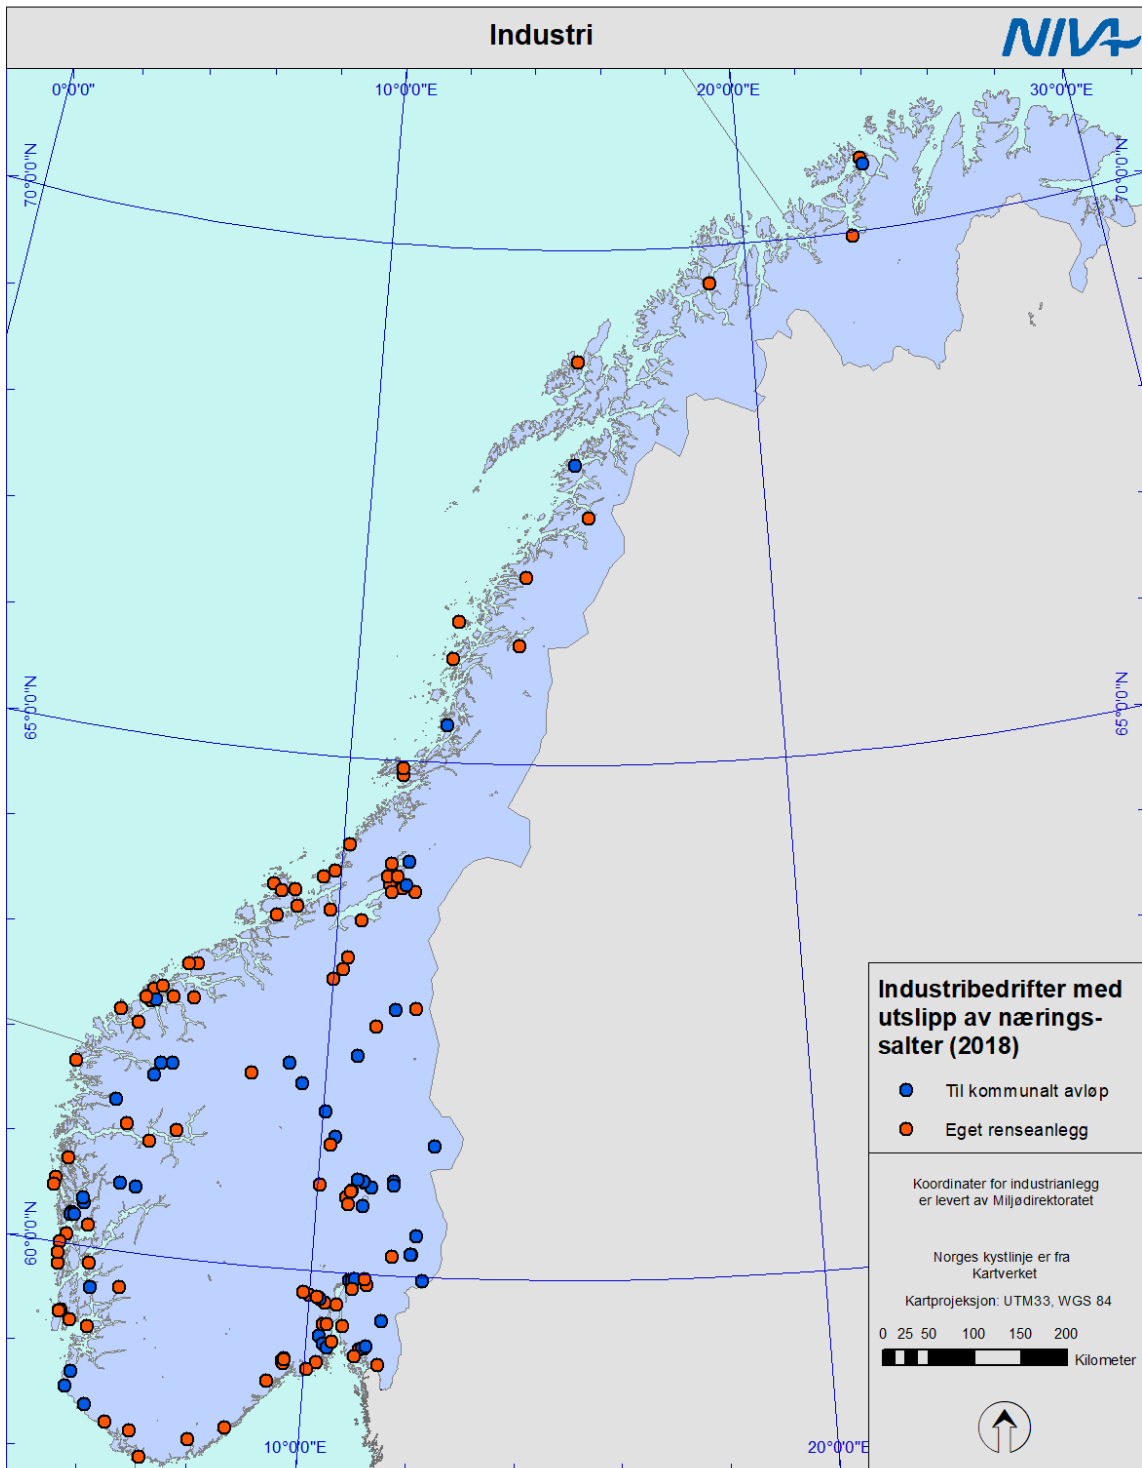 Industri
NIVA
0°0'0"
10°0'0"E
20°0'0"E
30°0'0"E
70°0'0"N
70°0'0"N
65°0'0"N
65°0'0"N
60°0'0"N
10°0'0"E
20°0'0"E
Industribedrifter med
utslipp av nærings-
salter (2018)
Til kommunalt avløp
Eget renseanlegg
Koordinater for industrianlegg
er levert av Miljødirektoratet
Norges kystlinje er fra
Kartverket
Kartprojeksjon: UTM33, WGS 84
0 25 50 100 150 200
Kilometer